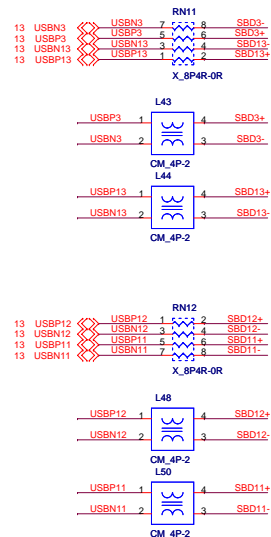 RN11
13 USBN3 USBN3 7 8 SBD3-
13 USBP3 USBP3 5 6 SBD3+
13 USBN13 USBN13 3 4 SBD13-
13 USBP13 USBP13 1 2 SBD13+
X_8P4R-0R
L43
USBP3 1 4 SBD3+
USBN3 2 3 SBD3-
CM_4P-2
L44
USBP13 1 4 SBD13+
USBN13 2 3 SBD13-
CM_4P-2
RN12
13 USBP12 USBP12 1 2 SBD12+
13 USBN12 USBN12 3 4 SBD12-
13 USBP11 USBP11 5 6 SBD11+
13 USBN11 USBN11 7 8 SBD11-
X_8P4R-0R
L48
USBP12 1 4 SBD12+
USBN12 2 3 SBD12-
CM_4P-2
L50
USBP11 1 4 SBD11+
USBN11 2 3 SBD11-
CM_4P-2